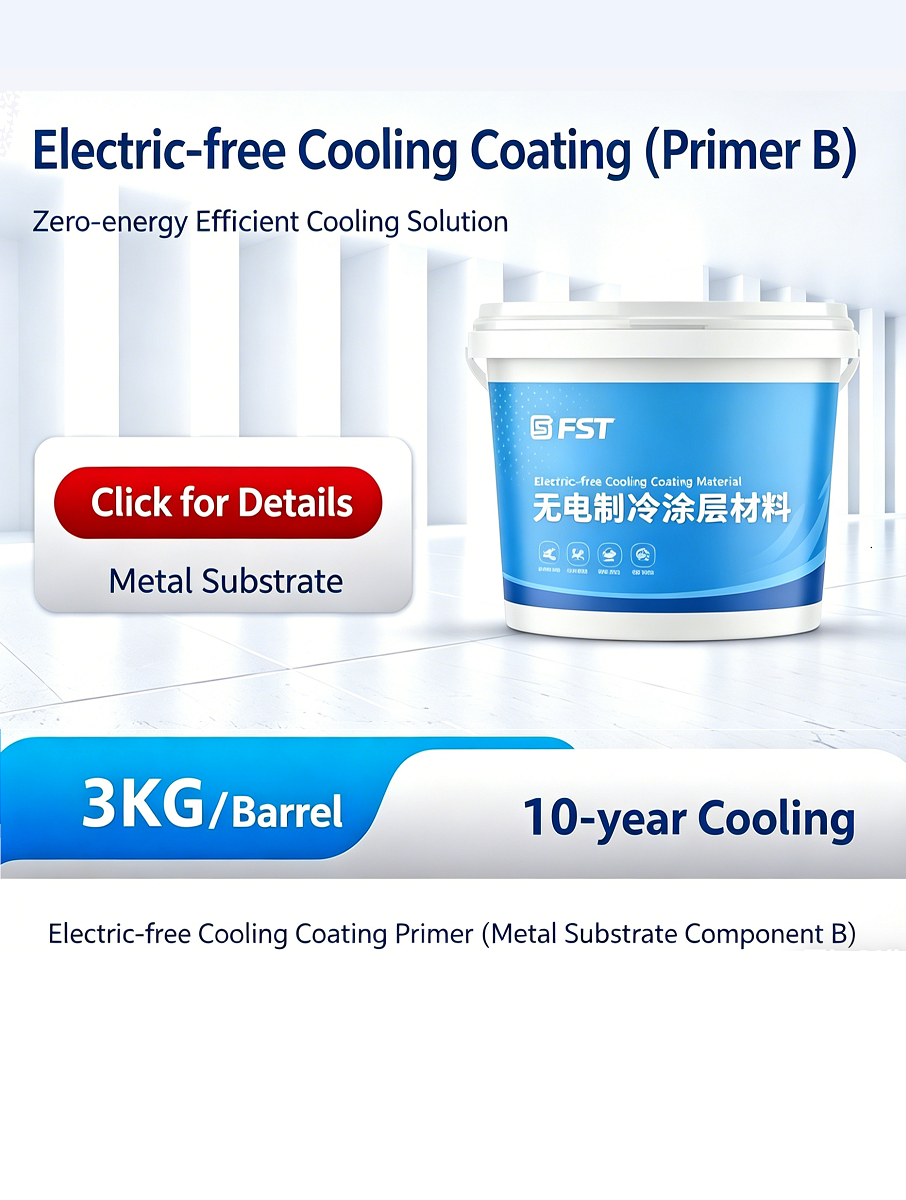 Electric-free Cooling Coating (Primer B)
Zero-energy Efficient Cooling Solution
FST
Electric-free Cooling Coating Material
无电制冷涂层材料
Click for Details
Metal Substrate
3KG/Barrel
10-year Cooling
Electric-free Cooling Coating Primer (Metal Substrate Component B)